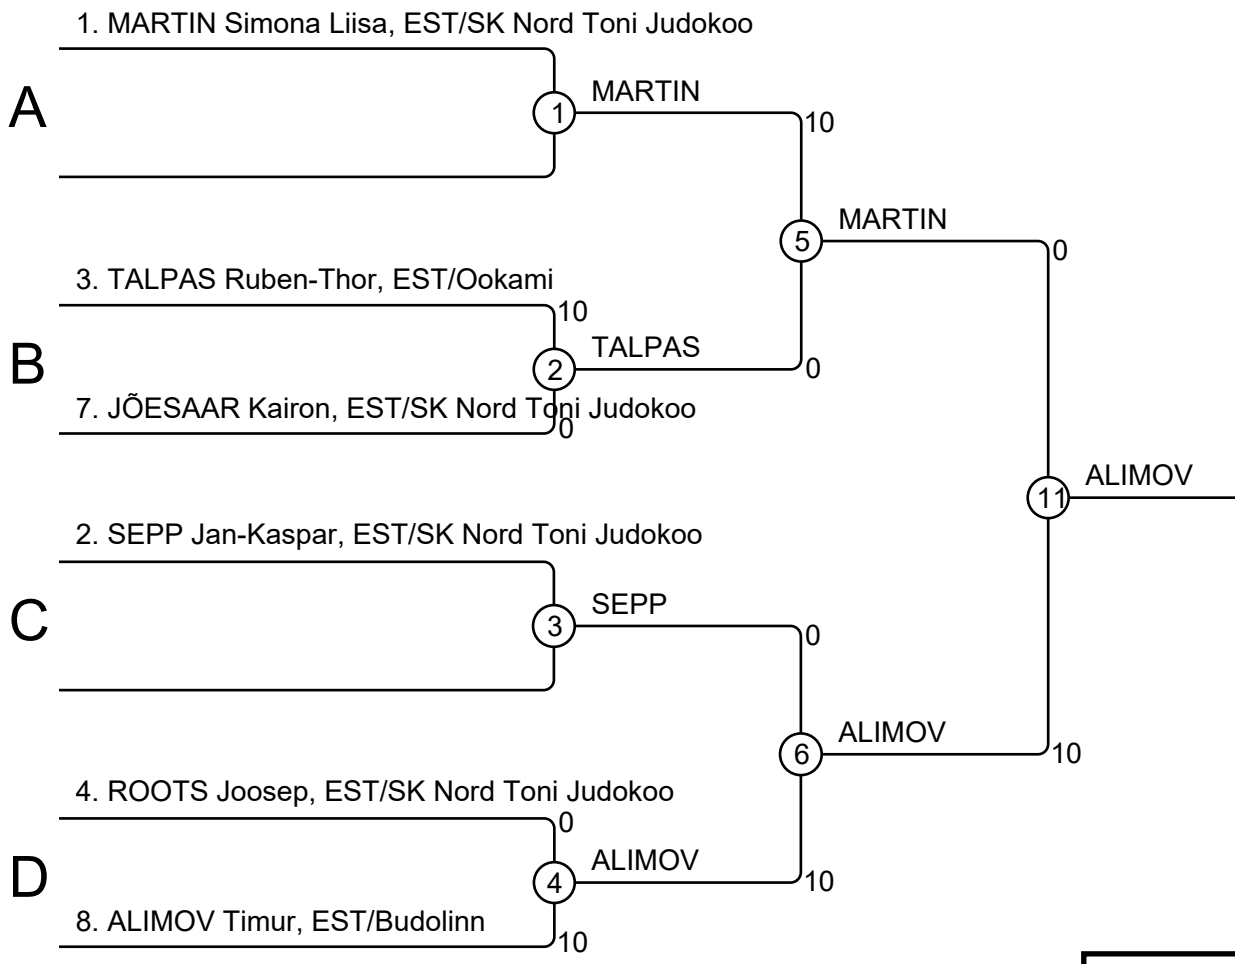 1. MARTIN Simona Liisa, EST/SK Nord Toni Judokoo
A
1
MARTIN
10
5
MARTIN
0
3. TALPAS Ruben-Thor, EST/Ookami
10
B
2
TALPAS
0
7. JÕESAAR Kairon, EST/SK Nord Toni Judokoo
0
11
ALIMOV
2. SEPP Jan-Kaspar, EST/SK Nord Toni Judokoo
C
3
SEPP
0
6
ALIMOV
10
4. ROOTS Joosep, EST/SK Nord Toni Judokoo
0
D
4
ALIMOV
10
8. ALIMOV Timur, EST/Budolinn
10